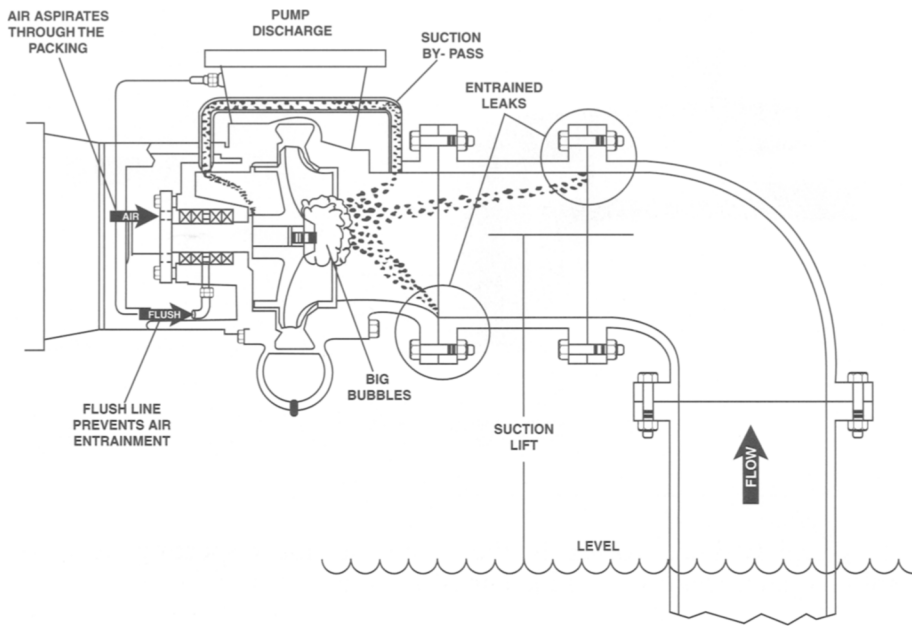 AIR ASPIRATES
THROUGH THE
PACKING
PUMP
DISCHARGE
SUCTION
BY- PASS
ENTRAINED
LEAKS
AIR
FLUSH
FLUSH LINE
PREVENTS AIR
ENTRAINMENT
BIG
BUBBLES
SUCTION
LIFT
FLOW
LEVEL